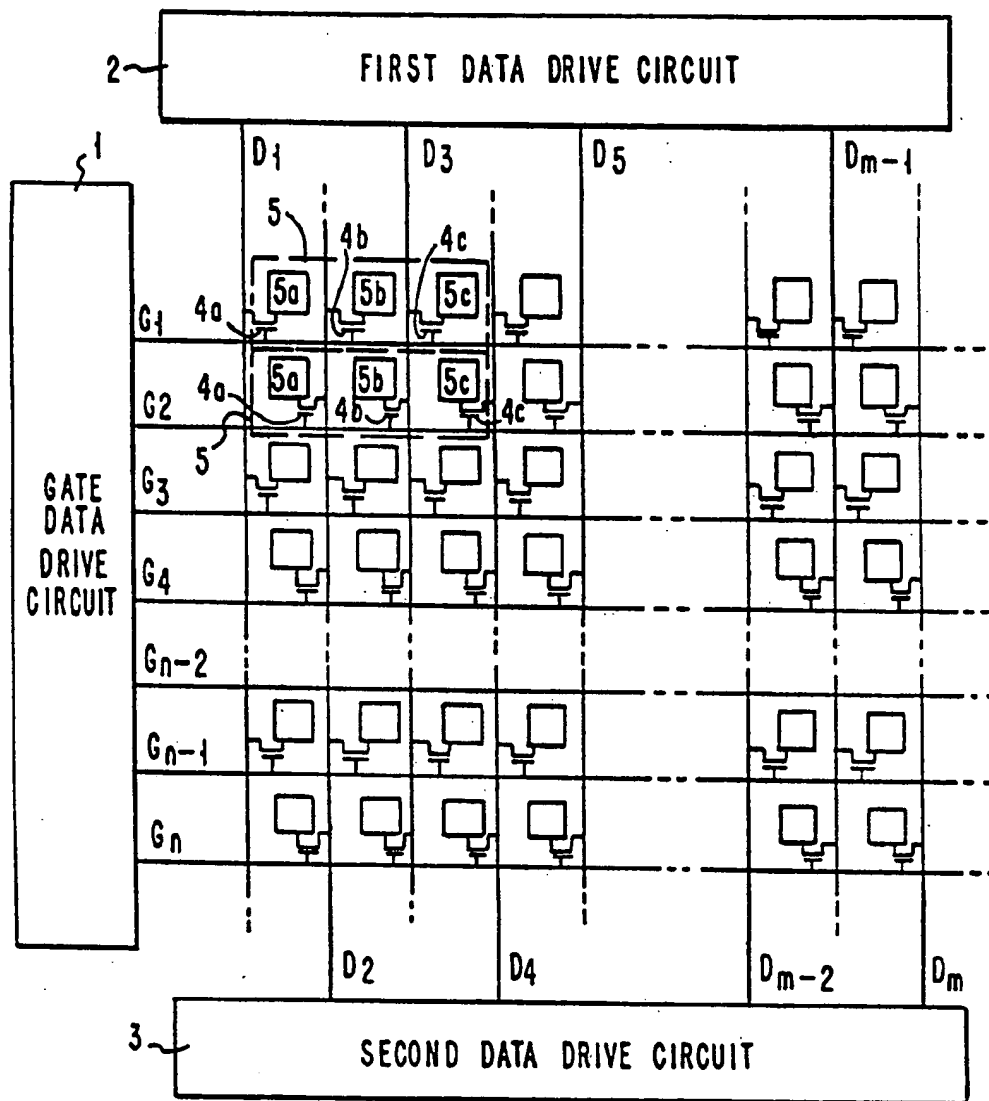 2
FIRST DATA DRIVE CIRCUIT
1
D1 D3 D5 Dm-1
5 4b 4c
5a 5b 5c
4a
G1
5a 5b 5c
G2 4a 4b 4c
5
G3
GATE
DATA
DRIVE
CIRCUIT
G4
Gn-2
Gn-1
Gn
D2 D4 Dm-2 Dm
3
SECOND DATA DRIVE CIRCUIT